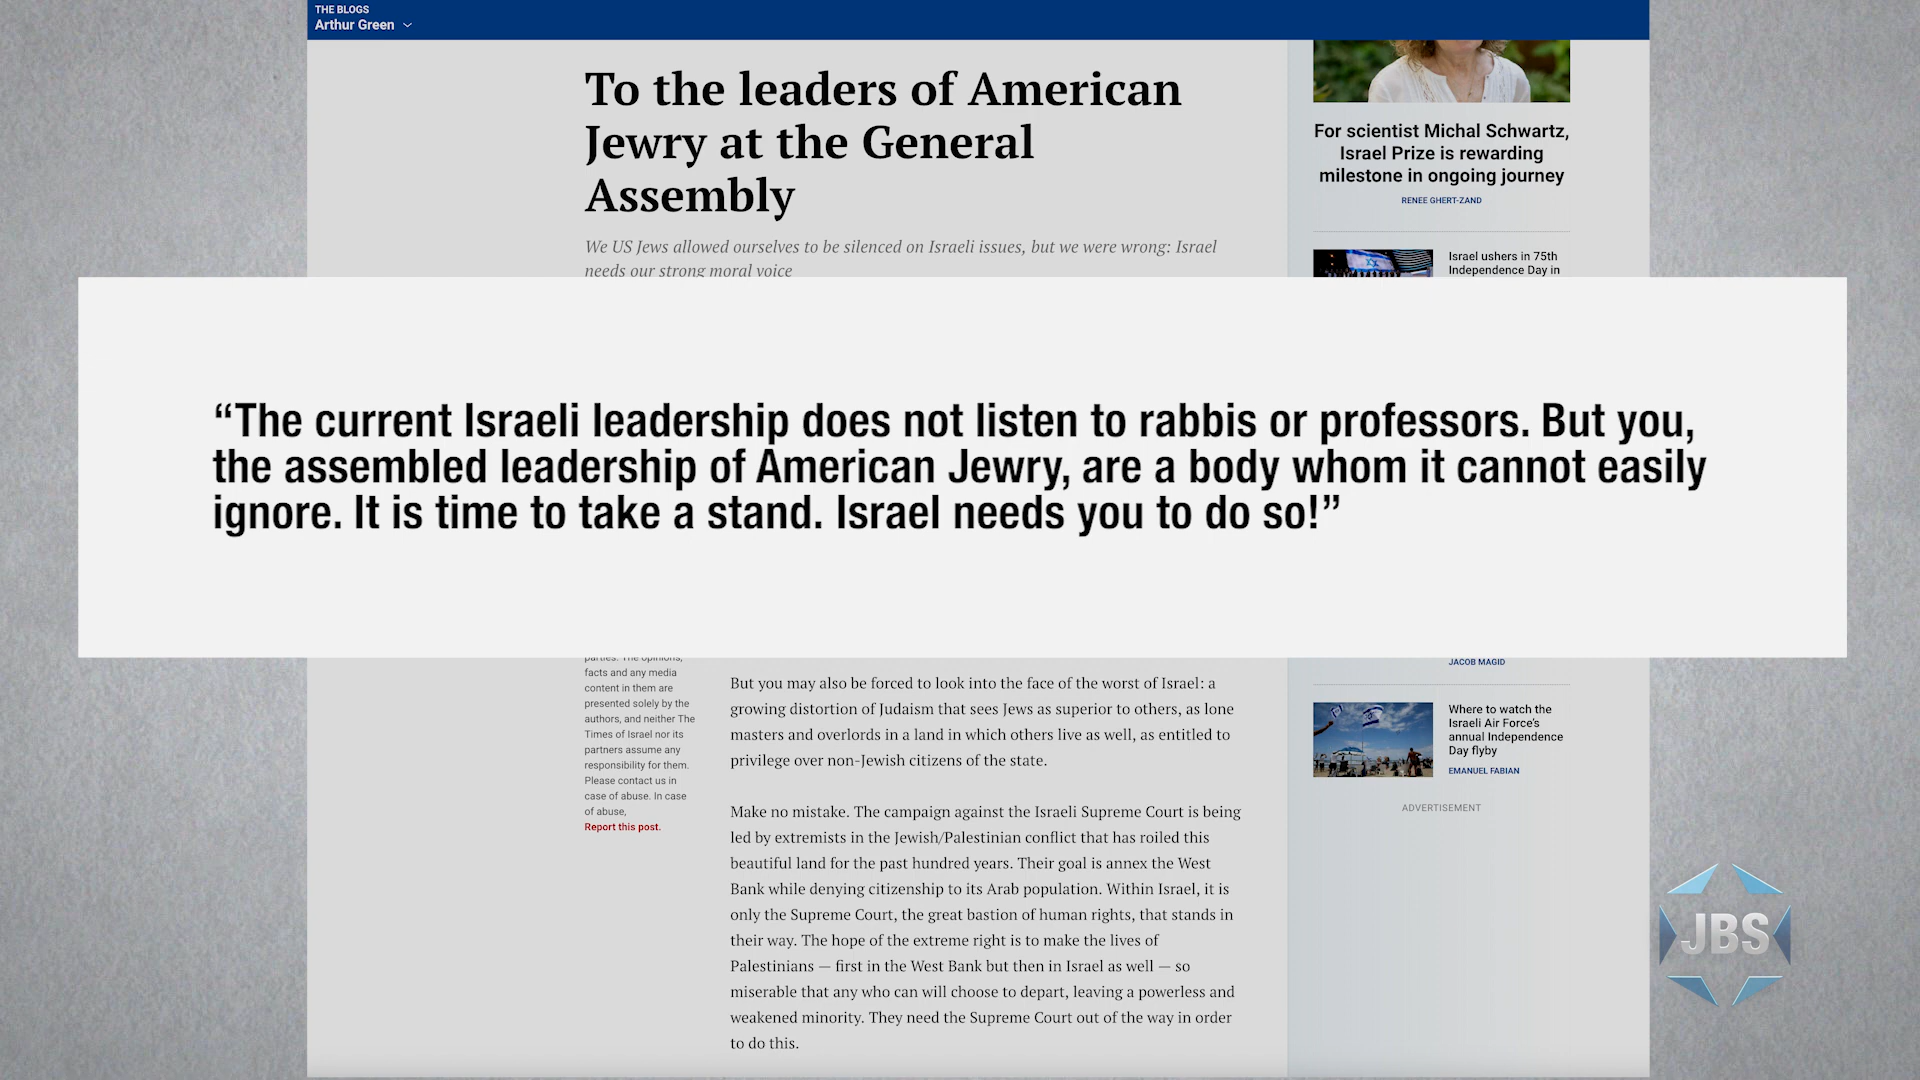 THE BLOGS
Arthur Green
To the leaders of American
Jewry at the General
Assembly
We US Jews allowed ourselves to be silenced on Israeli issues, but we were wrong: Israel
needs our strong moral voice
For scientist Michal Schwartz,
Israel Prize is rewarding
milestone in ongoing journey
RENEE GHERT-ZAND
Israel ushers in 75th
Independence Day in
“The current Israeli leadership does not listen to rabbis or professors. But you,
the assembled leadership of American Jewry, are a body whom it cannot easily
ignore. It is time to take a stand. Israel needs you to do so!”
parties. The opinions,
facts and any media
content in them are
presented solely by the
authors, and neither The
Times of Israel nor its
partners assume any
responsibility for them.
Please contact us in
case of abuse. In case
of abuse,
Report this post.
But you may also be forced to look into the face of the worst of Israel: a
growing distortion of Judaism that sees Jews as superior to others, as lone
masters and overlords in a land in which others live as well, as entitled to
privilege over non-Jewish citizens of the state.
Make no mistake. The campaign against the Israeli Supreme Court is being
led by extremists in the Jewish/Palestinian conflict that has roiled this
beautiful land for the past hundred years. Their goal is annex the West
Bank while denying citizenship to its Arab population. Within Israel, it is
only the Supreme Court, the great bastion of human rights, that stands in
their way. The hope of the extreme right is to make the lives of
Palestinians — first in the West Bank but then in Israel as well — so
miserable that any who can will choose to depart, leaving a powerless and
weakened minority. They need the Supreme Court out of the way in order
to do this.
JACOB MAGID
Where to watch the
Israeli Air Force’s
annual Independence
Day flyby
EMANUEL FABIAN
ADVERTISEMENT
JBS